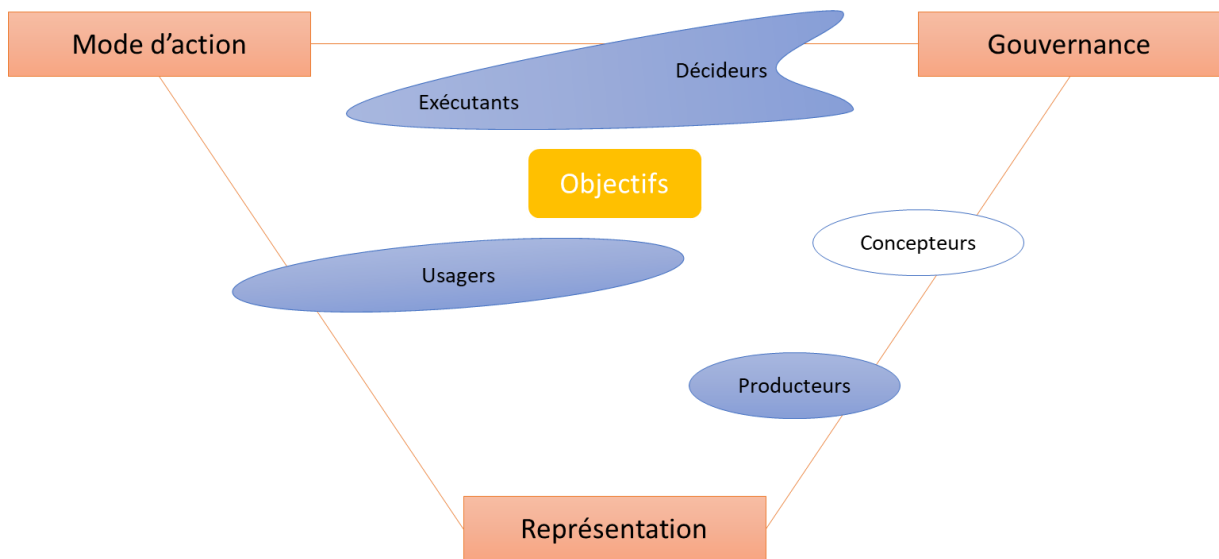 Mode d’action
Gouvernance
Décideurs
Exécutants
Objectifs
Concepteurs
Usagers
Producteurs
Représentation